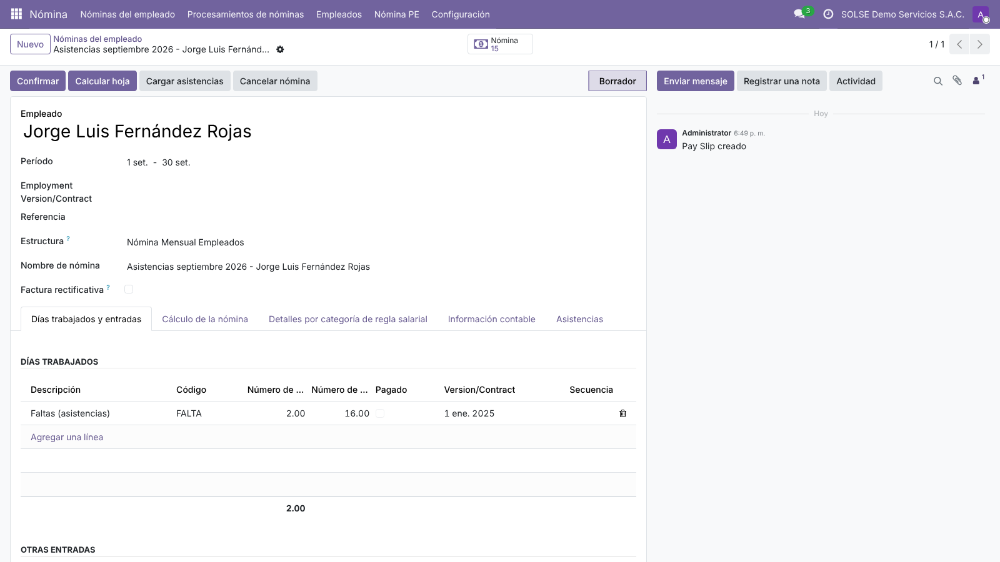 Nómina
Nóminas del empleado
Procesamientos de nóminas
Empleados
Nómina PE
Configuración
3
SOLSE Demo Servicios S.A.C.
A
Nuevo
Nóminas del empleado
Asistencias septiembre 2026 - Jorge Luis Fernánd...
Nómina
15
1 / 1
Confirmar
Calcular hoja
Cargar asistencias
Cancelar nómina
Borrador
Enviar mensaje
Registrar una nota
Actividad
1
Empleado
Jorge Luis Fernández Rojas
Período
1 set. - 30 set.
Employment
Version/Contract
Referencia
Estructura ?
Nómina Mensual Empleados
Nombre de nómina
Asistencias septiembre 2026 - Jorge Luis Fernández Rojas
Factura rectificativa ?
Hoy
A
Administrator 6:49 p. m.
Pay Slip creado
Días trabajados y entradas
Cálculo de la nómina
Detalles por categoría de regla salarial
Información contable
Asistencias
DÍAS TRABAJADOS
Descripción Código Número de ... Número de ... Pagado Version/Contract Secuencia
Faltas (asistencias) FALTA 2.00 16.00 1 ene. 2025
Agregar una línea
2.00
OTRAS ENTRADAS